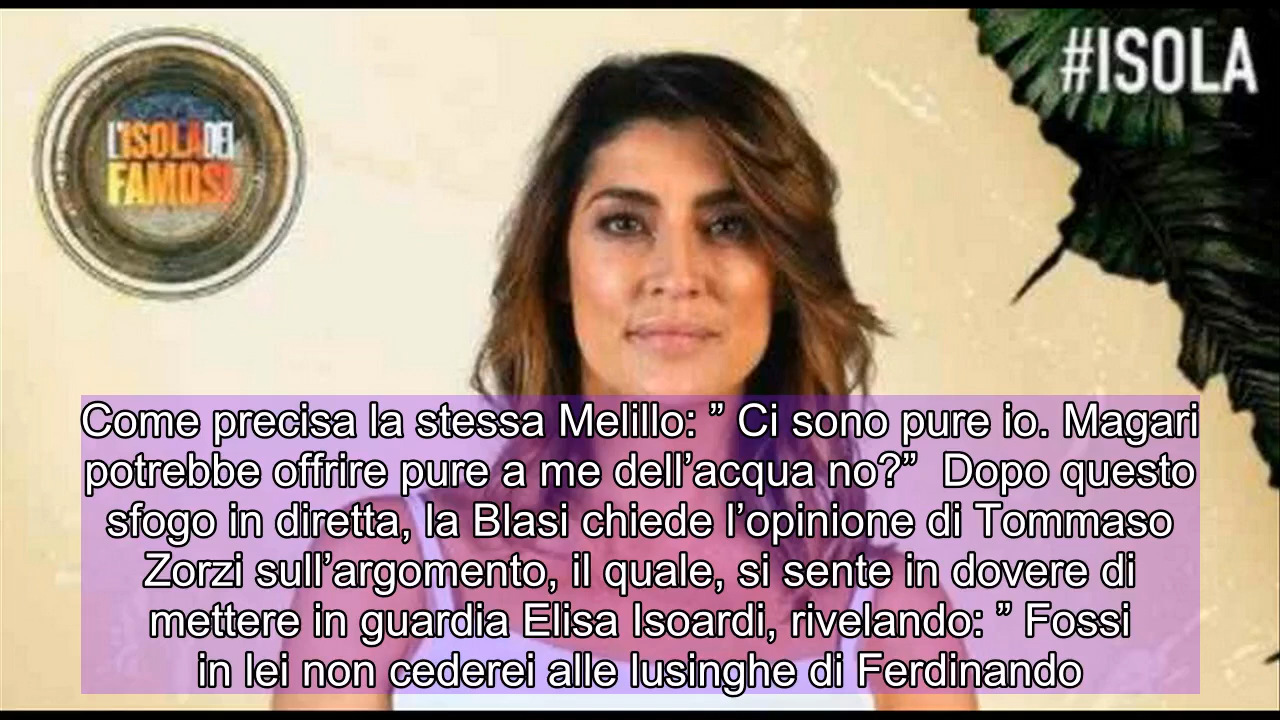 L'ISOLA DEI
FAMOSI
#ISOLA
Come precisa la stessa Melillo: ” Ci sono pure io. Magari
potrebbe offrire pure a me dell’acqua no?” Dopo questo
sfogo in diretta, la Blasi chiede l’opinione di Tommaso
Zorzi sull’argomento, il quale, si sente in dovere di
mettere in guardia Elisa Isoardi, rivelando: ” Fossi
in lei non cederei alle lusinghe di Ferdinando